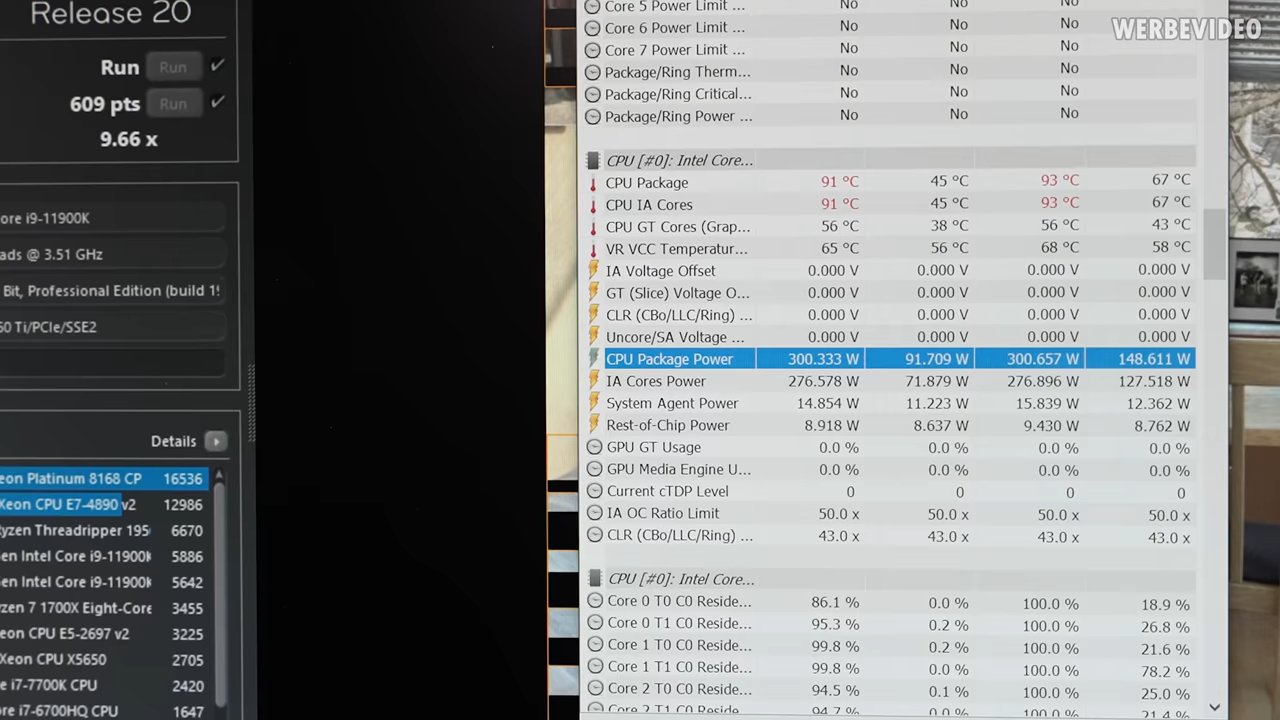 Release 20
Run Run
609 pts Run
9.66 x
ore i9-11900K
ads @ 3.51 GHz
Bit, Professional Edition (build 19
60 Ti/PCIe/SSE2
Details
eon Platinum 8168 CP 16536
Xeon CPU E7-4890 v2 12986
yzen Threadripper 195 6670
en Intel Core i9-11900K 5886
en Intel Core i9-11900K 5642
zen 7 1700X Eight-Core 3455
eon CPU E5-2697 v2 3225
Xeon CPU X5650 2705
e i7-7700K CPU 2420
e i7-6700HQ CPU 1647
WERBEVIDEO
Core 5 Power Limit ... No No No
Core 6 Power Limit ... No No No
Core 7 Power Limit ... No No No
Package/Ring Therm... No No No
Package/Ring Critical... No No No
Package/Ring Power ... No No No
CPU [#0]: Intel Core...
CPU Package 91 °C 45 °C 93 °C 67 °C
CPU IA Cores 91 °C 45 °C 93 °C 67 °C
CPU GT Cores (Grap... 56 °C 38 °C 56 °C 43 °C
VR VCC Temperatur... 65 °C 56 °C 68 °C 58 °C
IA Voltage Offset 0.000 V 0.000 V 0.000 V 0.000 V
GT (Slice) Voltage O... 0.000 V 0.000 V 0.000 V 0.000 V
CLR (CBo/LLC/Ring) ... 0.000 V 0.000 V 0.000 V 0.000 V
Uncore/SA Voltage ... 0.000 V 0.000 V 0.000 V 0.000 V
CPU Package Power 300.333 W 91.709 W 300.657 W 148.611 W
IA Cores Power 276.578 W 71.879 W 276.896 W 127.518 W
System Agent Power 14.854 W 11.223 W 15.839 W 12.362 W
Rest-of-Chip Power 8.918 W 8.637 W 9.430 W 8.762 W
GPU GT Usage 0.0 % 0.0 % 0.0 % 0.0 %
GPU Media Engine U... 0.0 % 0.0 % 0.0 % 0.0 %
Current cTDP Level 0 0 0 0
IA OC Ratio Limit 50.0 x 50.0 x 50.0 x 50.0 x
CLR (CBo/LLC/Ring) ... 43.0 x 43.0 x 43.0 x 43.0 x
CPU [#0]: Intel Core...
Core 0 T0 C0 Reside... 86.1 % 0.0 % 100.0 % 18.9 %
Core 0 T1 C0 Reside... 95.3 % 0.2 % 100.0 % 26.8 %
Core 1 T0 C0 Reside... 99.8 % 0.2 % 100.0 % 21.6 %
Core 1 T1 C0 Reside... 99.8 % 0.0 % 100.0 % 78.2 %
Core 2 T0 C0 Reside... 94.5 % 0.1 % 100.0 % 25.0 %
Core 2 T1 C0 Reside... 94.7 % 0.0 % 100.0 % 21.4 %